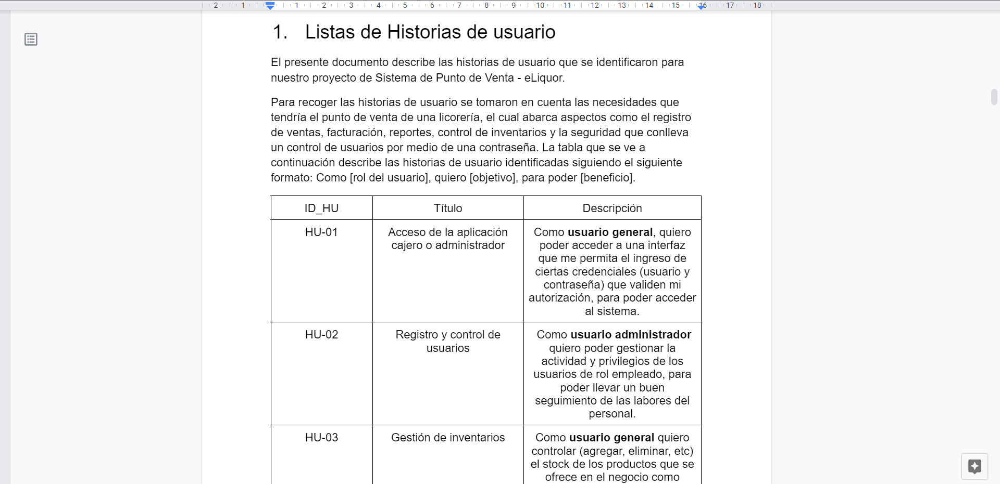 2 1 1 2 3 4 5 6 7 8 9 10 11 12 13 14 15 16 17 18
1. Listas de Historias de usuario
El presente documento describe las historias de usuario que se identificaron para
nuestro proyecto de Sistema de Punto de Venta - eLiquor.
Para recoger las historias de usuario se tomaron en cuenta las necesidades que
tendría el punto de venta de una licorería, el cual abarca aspectos como el registro
de ventas, facturación, reportes, control de inventarios y la seguridad que conlleva
un control de usuarios por medio de una contraseña. La tabla que se ve a
continuación describe las historias de usuario identificadas siguiendo el siguiente
formato: Como [rol del usuario], quiero [objetivo], para poder [beneficio].
ID_HU
Título
Descripción
HU-01
Acceso de la aplicación
cajero o administrador
Como usuario general, quiero
poder acceder a una interfaz
que me permita el ingreso de
ciertas credenciales (usuario y
contraseña) que validen mi
autorización, para poder acceder
al sistema.
HU-02
Registro y control de
usuarios
Como usuario administrador
quiero poder gestionar la
actividad y privilegios de los
usuarios de rol empleado, para
poder llevar un buen
seguimiento de las labores del
personal.
HU-03
Gestión de inventarios
Como usuario general quiero
controlar (agregar, eliminar, etc)
el stock de los productos que se
ofrece en el negocio como